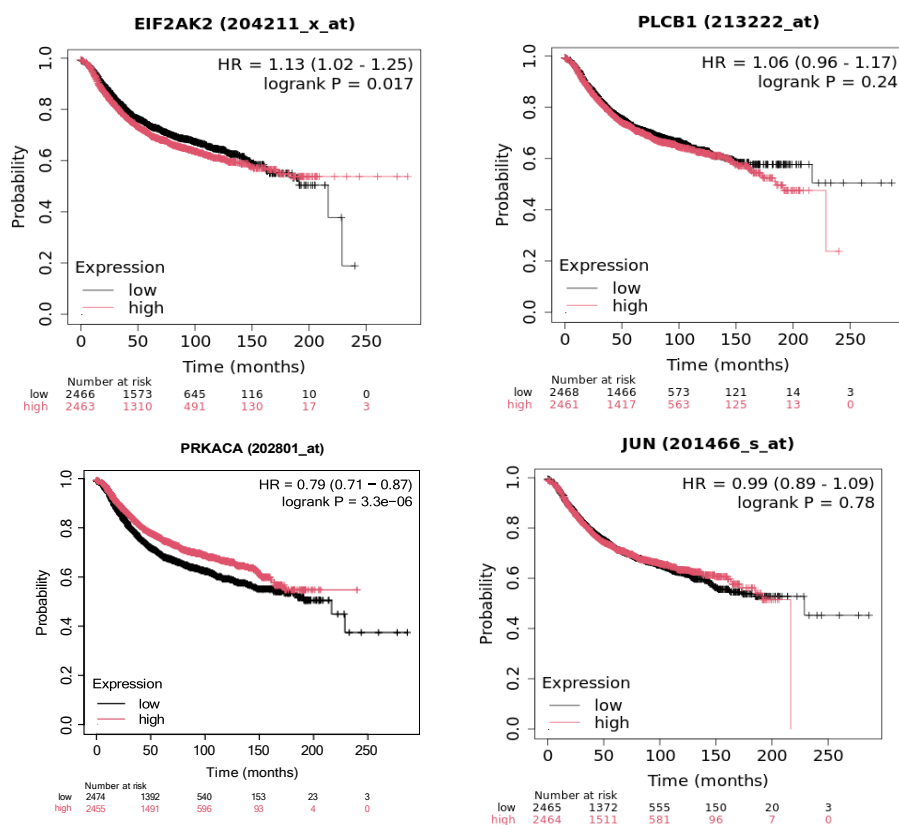 EIF2AK2 (204211_x_at)
HR = 1.13 (1.02 - 1.25)
logrank P = 0.017
Probability
0.0 0.2 0.4 0.6 0.8 1.0
Expression
low
high
0 50 100 150 200 250
Time (months)
Number at risk
low 2466 1573 645 116 10 0
high 2463 1310 491 130 17 3
PLCB1 (213222_at)
HR = 1.06 (0.96 - 1.17)
logrank P = 0.24
Probability
0.0 0.2 0.4 0.6 0.8 1.0
Expression
low
high
0 50 100 150 200 250
Time (months)
Number at risk
low 2468 1466 573 121 14 3
high 2461 1417 563 125 13 0
PRKACA (202801_at)
HR = 0.79 (0.71 − 0.87)
logrank P = 3.3e−06
Probability
0.0 0.2 0.4 0.6 0.8 1.0
Expression
low
high
0 50 100 150 200 250
Time (months)
Number at risk
low 2474 1392 540 153 23 3
high 2455 1491 596 93 4 0
JUN (201466_s_at)
HR = 0.99 (0.89 - 1.09)
logrank P = 0.78
Probability
0.0 0.2 0.4 0.6 0.8 1.0
Expression
low
high
0 50 100 150 200 250
Time (months)
Number at risk
low 2465 1372 555 150 20 3
high 2464 1511 581 96 7 0